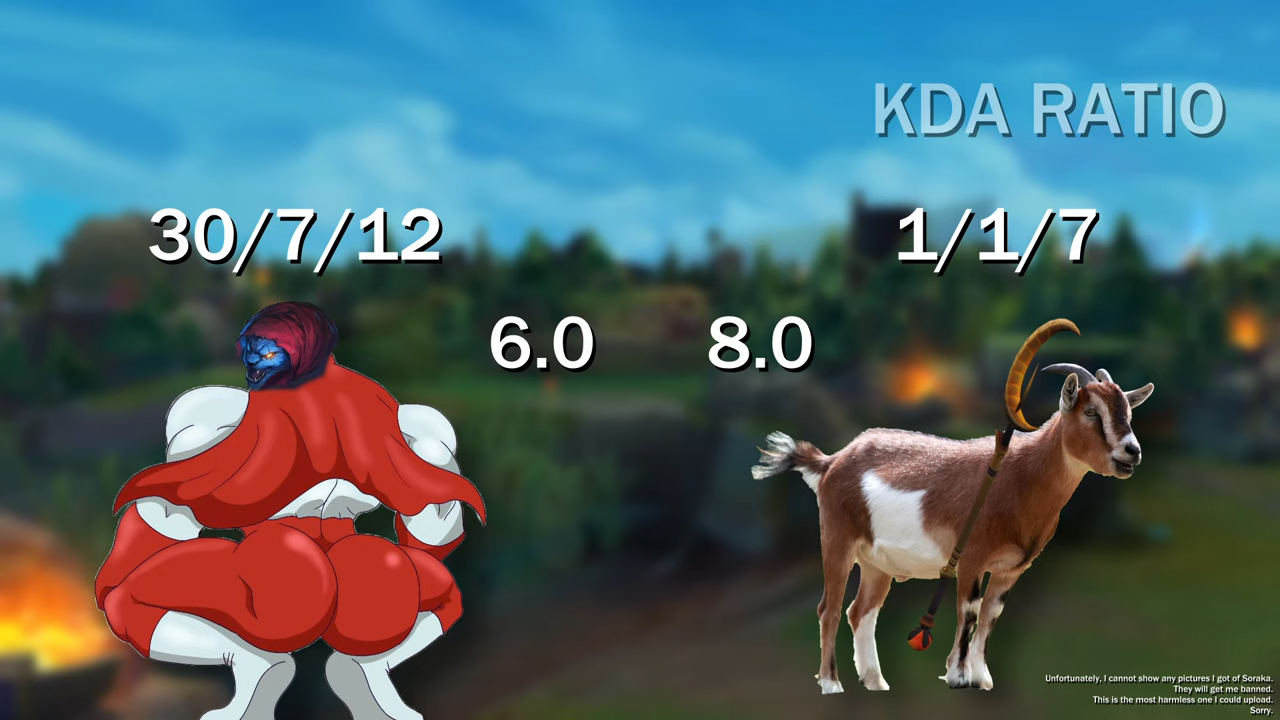 KDA RATIO
30/7/12
1/1/7
6.0
8.0
Unfortunately, I cannot show any pictures I got of Soraka.
They will get me banned.
This is the most harmless one I could upload.
Sorry.